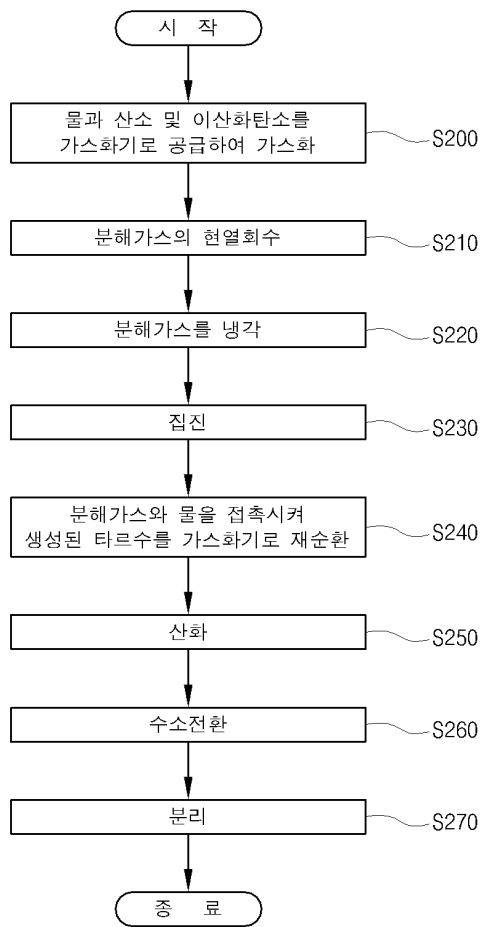 시 작
물과 산소 및 이산화탄소를
가스화기로 공급하여 가스화
S200
분해가스의 현열회수
S210
분해가스를 냉각
S220
집진
S230
분해가스와 물을 접촉시켜
생성된 타르수를 가스화기로 재순환
S240
산화
S250
수소전환
S260
분리
S270
종 료